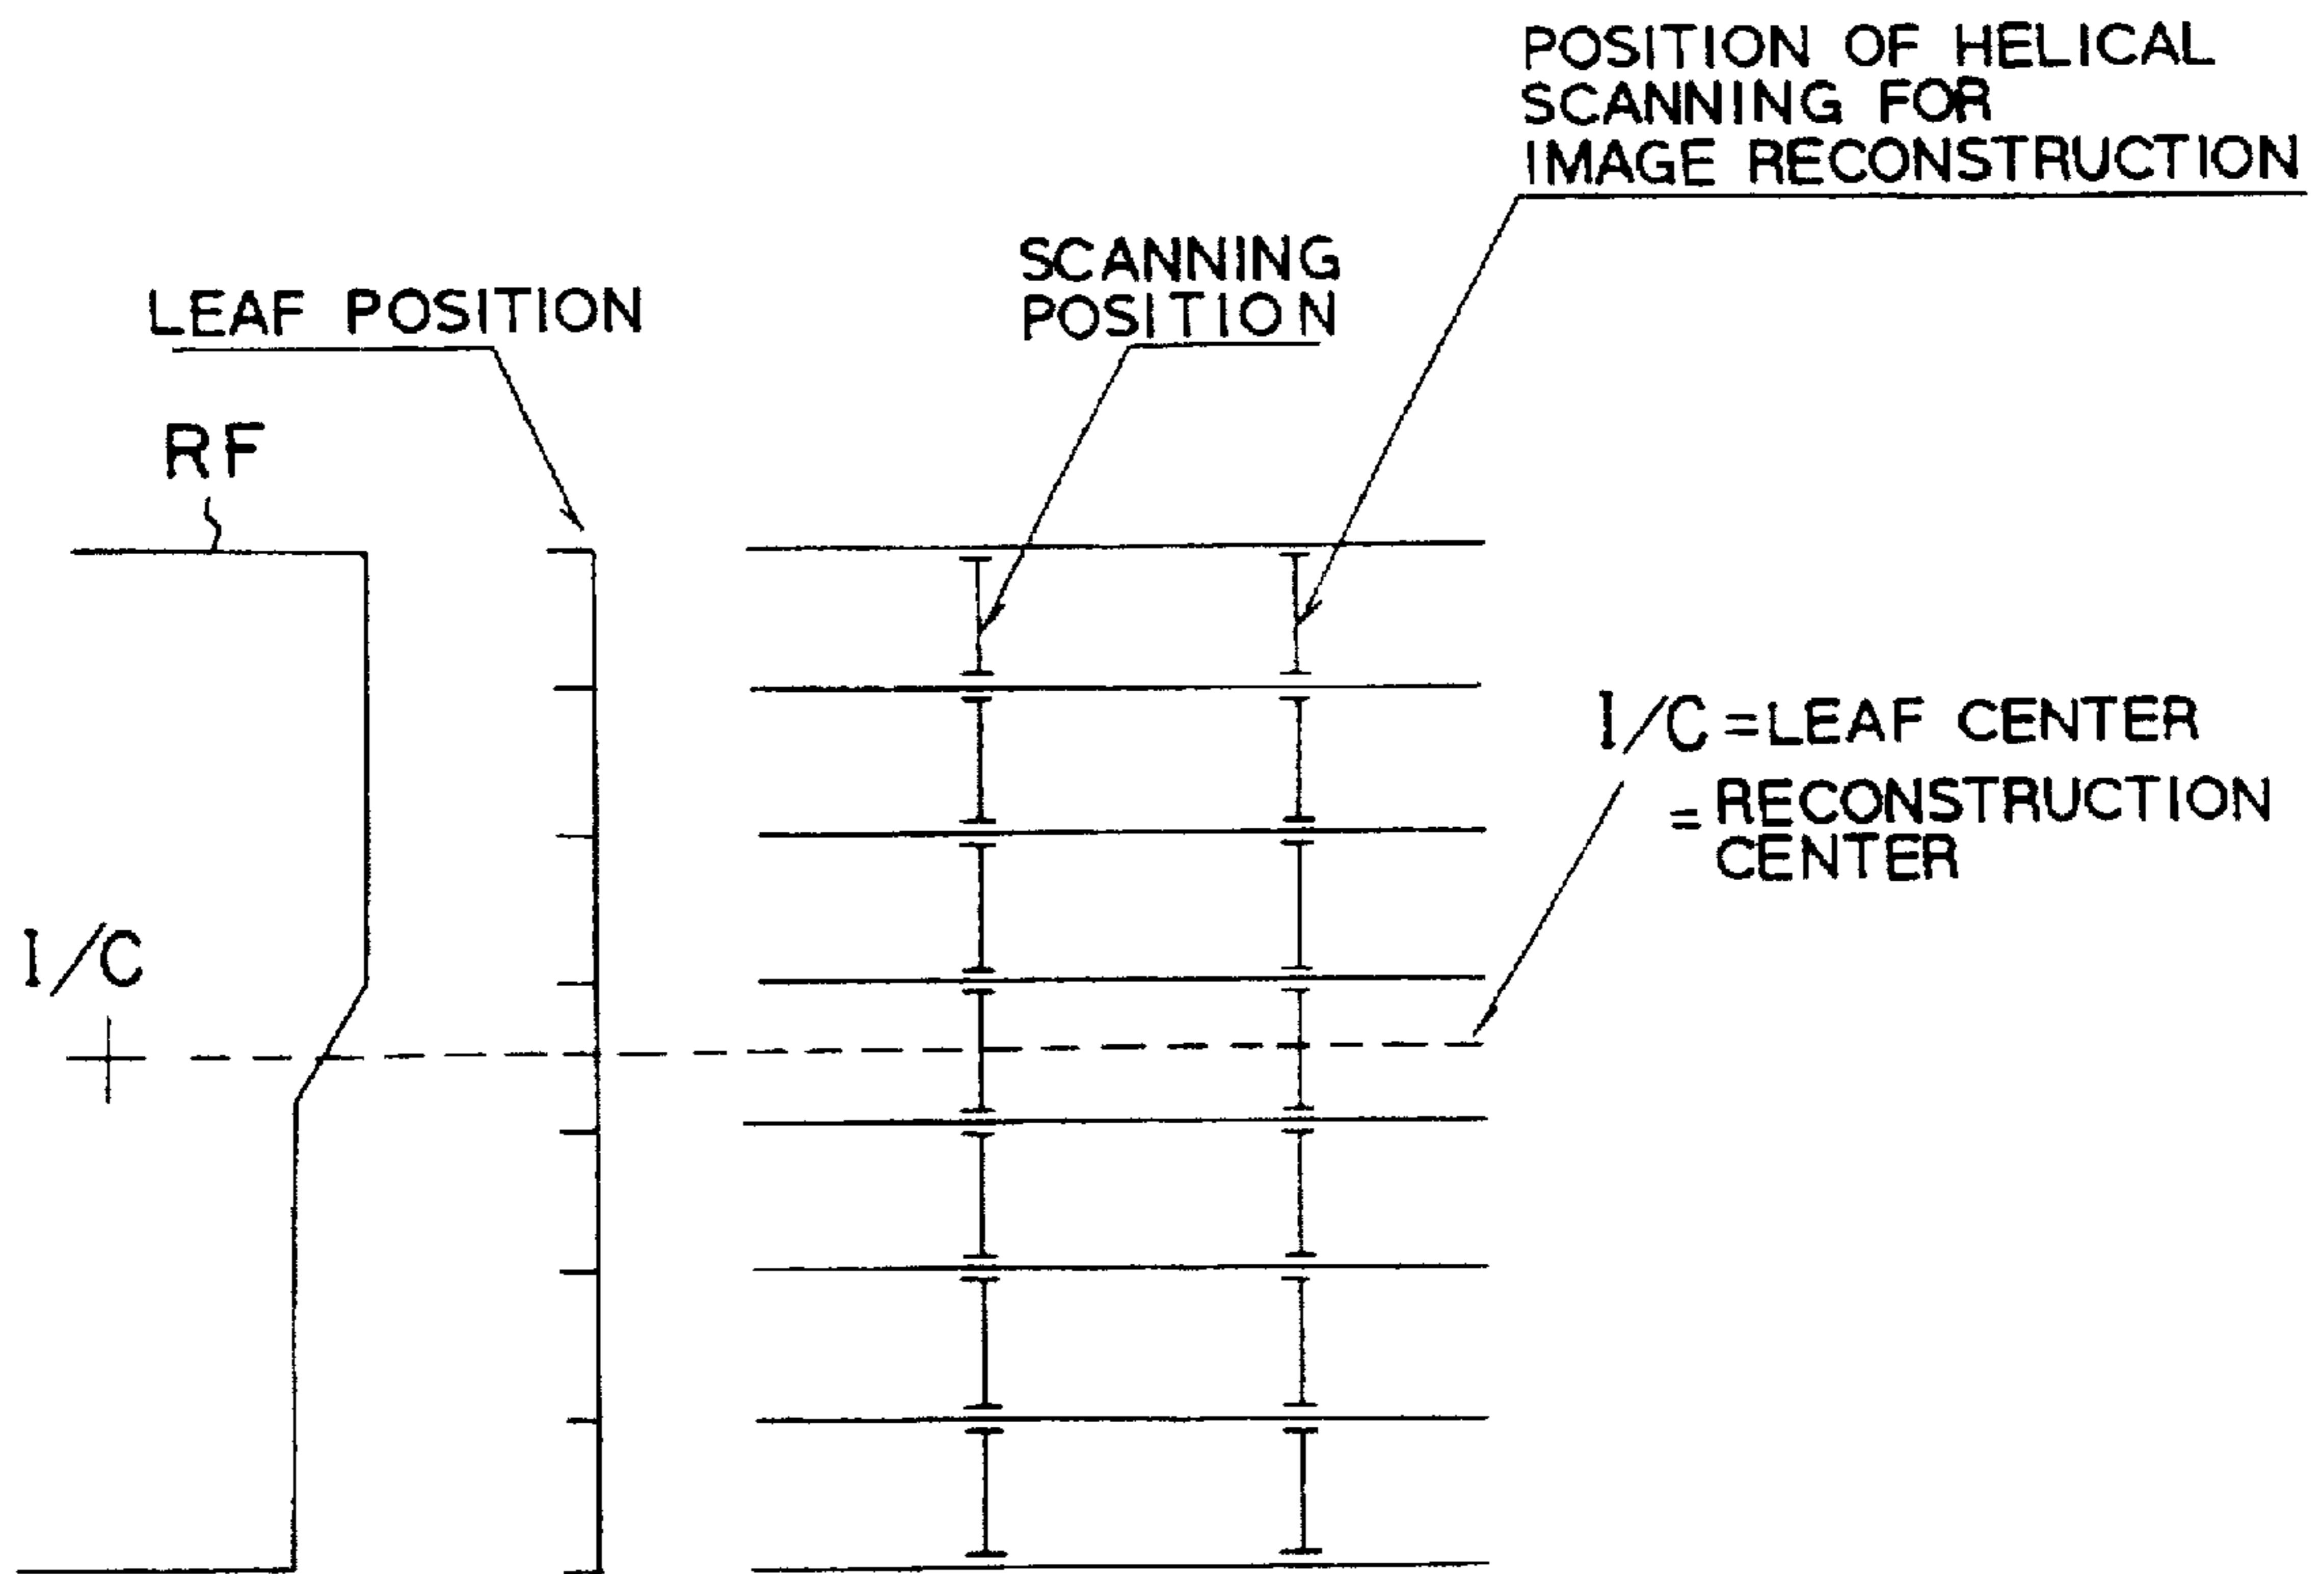 POSITION OF HELICAL
SCANNING FOR
IMAGE RECONSTRUCTION
SCANNING
POSITION
LEAF POSITION
RF
I/C = LEAF CENTER
= RECONSTRUCTION
CENTER
I/C